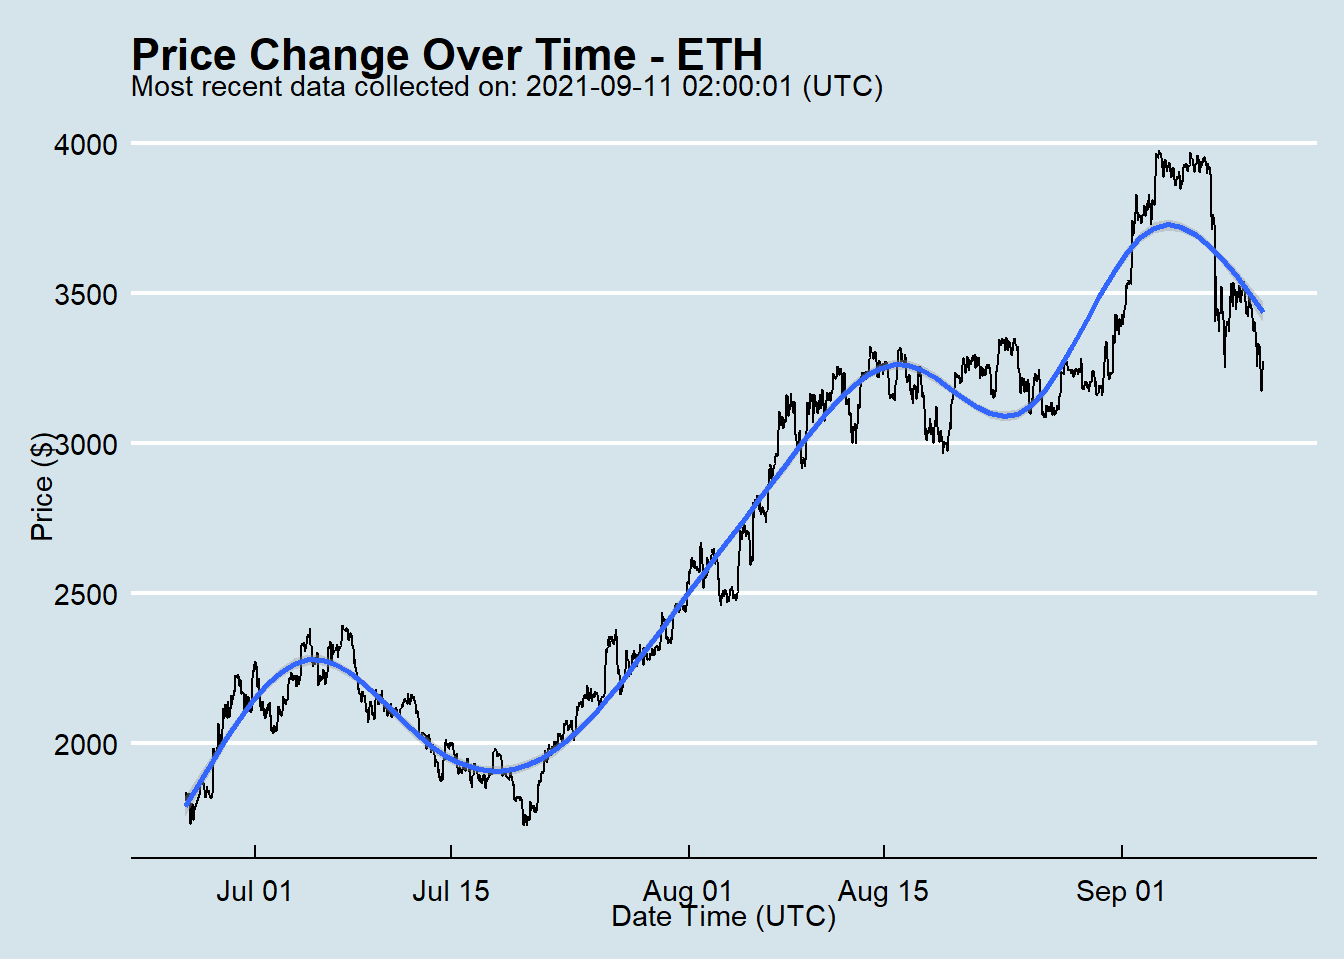 Price Change Over Time - ETH
Most recent data collected on: 2021-09-11 02:00:01 (UTC)
4000
3500
3000
2500
2000
Price ($)
Jul 01
Jul 15
Aug 01
Aug 15
Sep 01
Date Time (UTC)